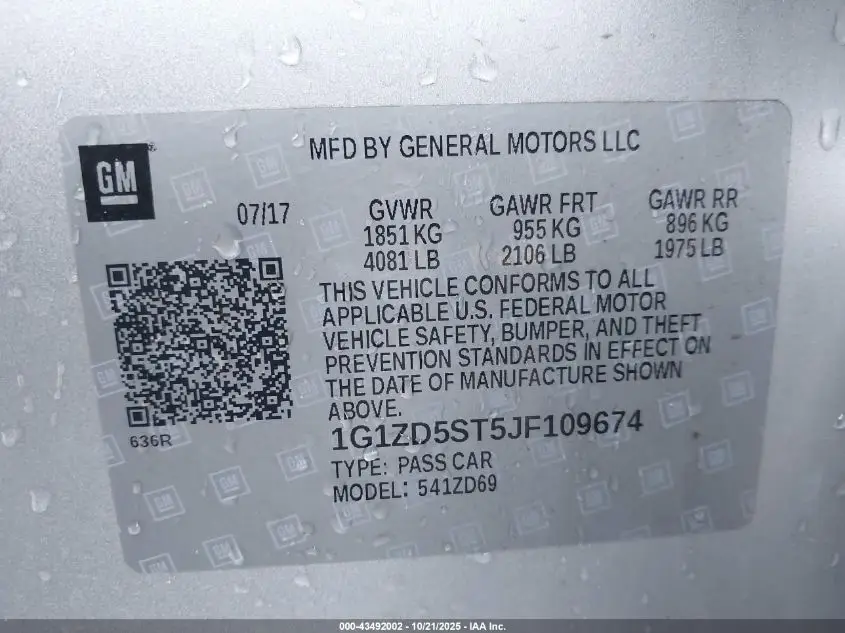 MFD BY GENERAL MOTORS LLC
GM
07/17
GVWR
1851 KG
4081 LB
GAWR FRT
955 KG
2106 LB
GAWR RR
896 KG
1975 LB
THIS VEHICLE CONFORMS TO ALL
APPLICABLE U.S. FEDERAL MOTOR
VEHICLE SAFETY, BUMPER, AND THEFT
PREVENTION STANDARDS IN EFFECT ON
THE DATE OF MANUFACTURE SHOWN
ABOVE.
636R
1G1ZD5ST5JF109674
TYPE: PASS CAR
MODEL: 541ZD69
000-43492002 - 10/21/2025 - IAA Inc.